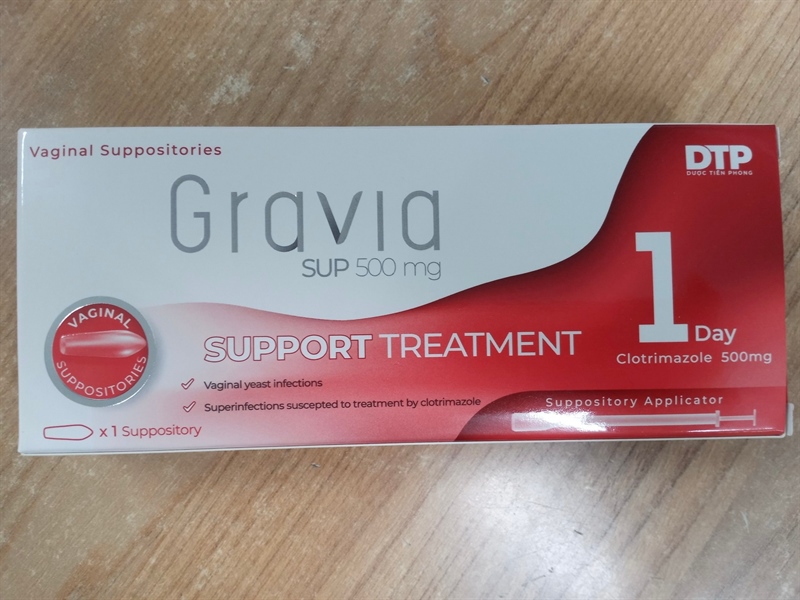 Vaginal Suppositories
DTP
DƯỢC TIÊN PHONG
Gravia
SUP 500 mg
1 Day
Clotrimazole 500mg
VAGINAL
SUPPOSITORIES
SUPPORT TREATMENT
Vaginal yeast infections
Superinfections suscepted to treatment by clotrimazole
Suppository Applicator
x 1 Suppository